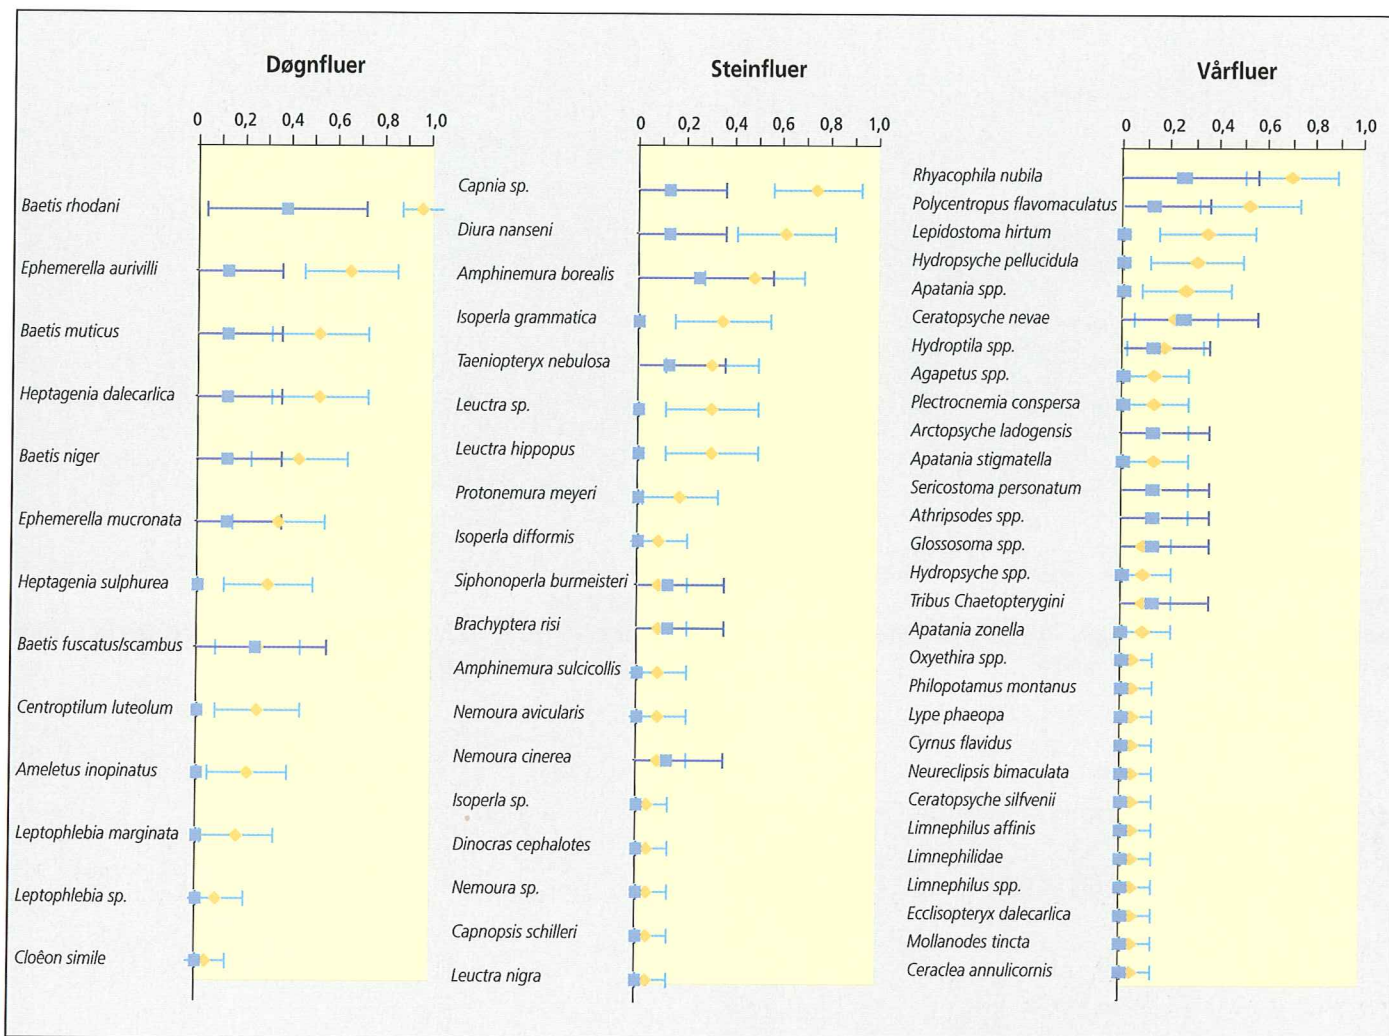 Døgnfluer
0 0,2 0,4 0,6 0,8 1,0
Baetis rhodani
Ephemerella aurivilli
Baetis muticus
Heptagenia dalecarlica
Baetis niger
Ephemerella mucronata
Heptagenia sulphurea
Baetis fuscatus/scambus
Centroptilum luteolum
Ameletus inopinatus
Leptophlebia marginata
Leptophlebia sp.
Cloêon simile
Steinfluer
0 0,2 0,4 0,6 0,8 1,0
Capnia sp.
Diura nanseni
Amphinemura borealis
Isoperla grammatica
Taeniopteryx nebulosa
Leuctra sp.
Leuctra hippopus
Protonemura meyeri
Isoperla difformis
Siphonoperla burmeisteri
Brachyptera risi
Amphinemura sulcicollis
Nemoura avicularis
Nemoura cinerea
Isoperla sp.
Dinocras cephalotes
Nemoura sp.
Capnopsis schilleri
Leuctra nigra
Vårfluer
0 0,2 0,4 0,6 0,8 1,0
Rhyacophila nubila
Polycentropus flavomaculatus
Lepidostoma hirtum
Hydropsyche pellucidula
Apatania spp.
Ceratopsyche nevae
Hydroptila spp.
Agapetus spp.
Plectrocnemia conspersa
Arctopsyche ladogensis
Apatania stigmatella
Sericostoma personatum
Athripsodes spp.
Glossosoma spp.
Hydropsyche spp.
Tribus Chaetopterygini
Apatania zonella
Oxyethira spp.
Philopotamus montanus
Lype phaeopa
Cyrnus flavidus
Neureclipsis bimaculata
Ceratopsyche silfvenii
Limnephilus affinis
Limnephilidae
Limnephilus spp.
Ecclisopteryx dalecarlica
Mollanodes tincta
Ceraclea annulicornis